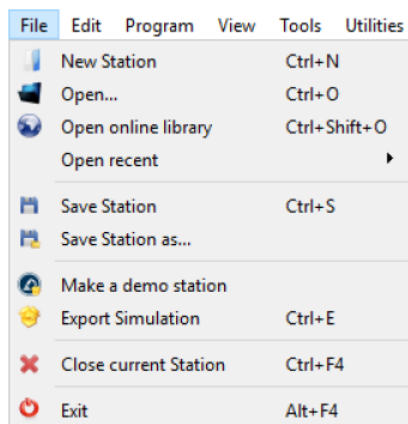 File Edit Program View Tools Utilities
New Station Ctrl+N
Open... Ctrl+O
Open online library Ctrl+Shift+O
Open recent
Save Station Ctrl+S
Save Station as...
Make a demo station
Export Simulation Ctrl+E
Close current Station Ctrl+F4
Exit Alt+F4